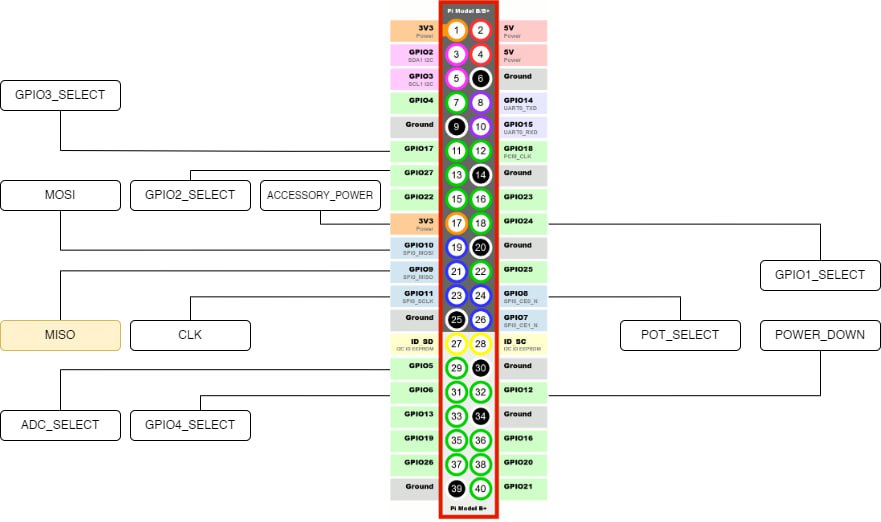 Pi Model B/B+
3V3
Power
1
2
5V
Power
GPIO2
SDA1 I2C
3
4
5V
Power
GPIO3
SCL1 I2C
5
6
Ground
GPIO3_SELECT
GPIO4
7
8
GPIO14
UART0_TXD
Ground
9
10
GPIO15
UART0_RXD
GPIO17
11
12
GPIO18
PCM_CLK
GPIO27
13
14
Ground
MOSI
GPIO2_SELECT
ACCESSORY_POWER
GPIO22
15
16
GPIO23
3V3
Power
17
18
GPIO24
GPIO10
SPI0_MOSI
19
20
Ground
GPIO9
SPI0_MISO
21
22
GPIO25
GPIO1_SELECT
GPIO11
SPI0_SCLK
23
24
GPIO8
SPI0_CE0_N
Ground
25
26
GPIO7
SPI0_CE1_N
MISO
CLK
POT_SELECT
POWER_DOWN
ID_SD
I2C ID EEPROM
27
28
ID_SC
I2C ID EEPROM
GPIO5
29
30
Ground
GPIO6
31
32
GPIO12
GPIO13
33
34
Ground
ADC_SELECT
GPIO4_SELECT
GPIO19
35
36
GPIO16
GPIO26
37
38
GPIO20
Ground
39
40
GPIO21
Pi Model B+